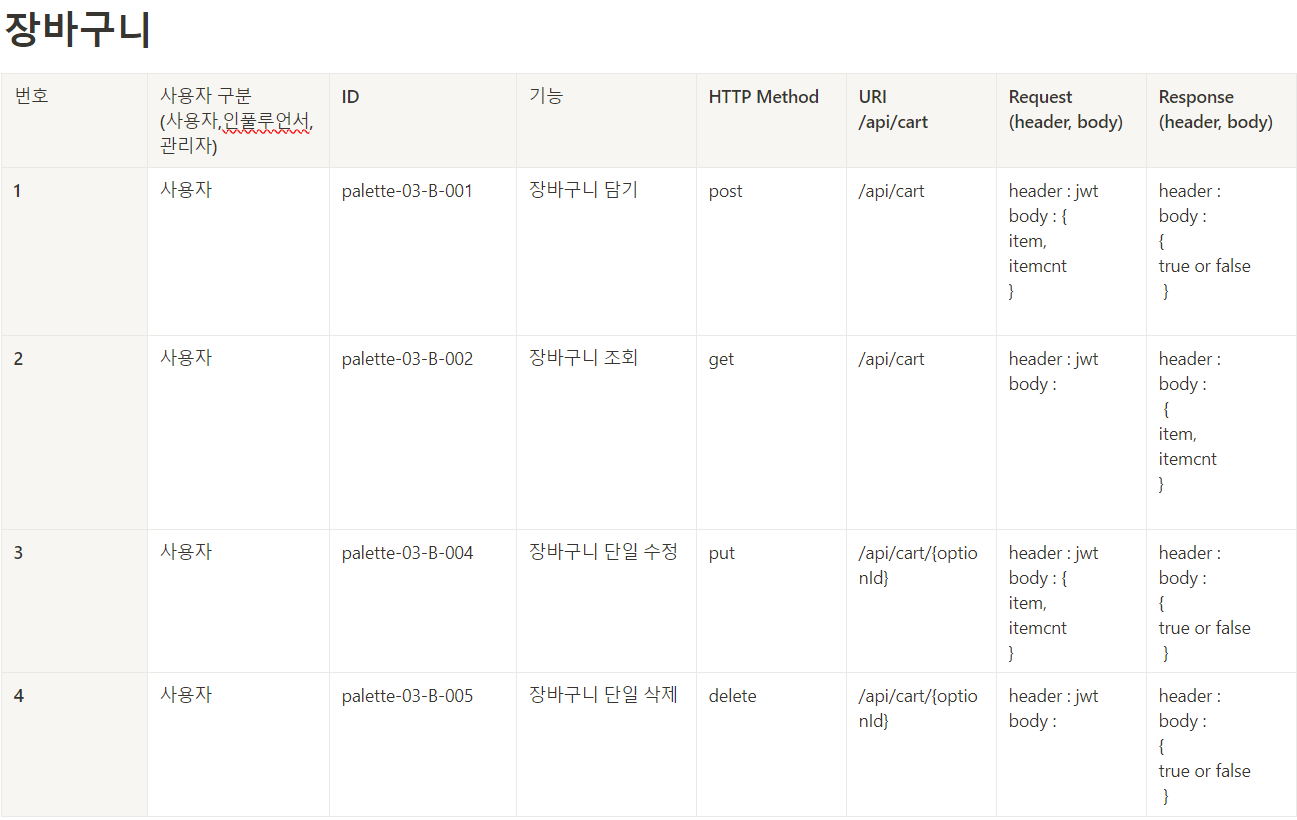 장바구니
번호
사용자 구분
(사용자,인풀루언서,
관리자)
ID
기능
HTTP Method
URI
/api/cart
Request
(header, body)
Response
(header, body)
1
사용자
palette-03-B-001
장바구니 담기
post
/api/cart
header : jwt
body : {
item,
itemcnt
}
header :
body :
{
true or false
}
2
사용자
palette-03-B-002
장바구니 조회
get
/api/cart
header : jwt
body :
header :
body :
{
item,
itemcnt
}
3
사용자
palette-03-B-004
장바구니 단일 수정
put
/api/cart/{optio
nId}
header : jwt
body : {
item,
itemcnt
}
header :
body :
{
true or false
}
4
사용자
palette-03-B-005
장바구니 단일 삭제
delete
/api/cart/{optio
nId}
header : jwt
body :
header :
body :
{
true or false
}